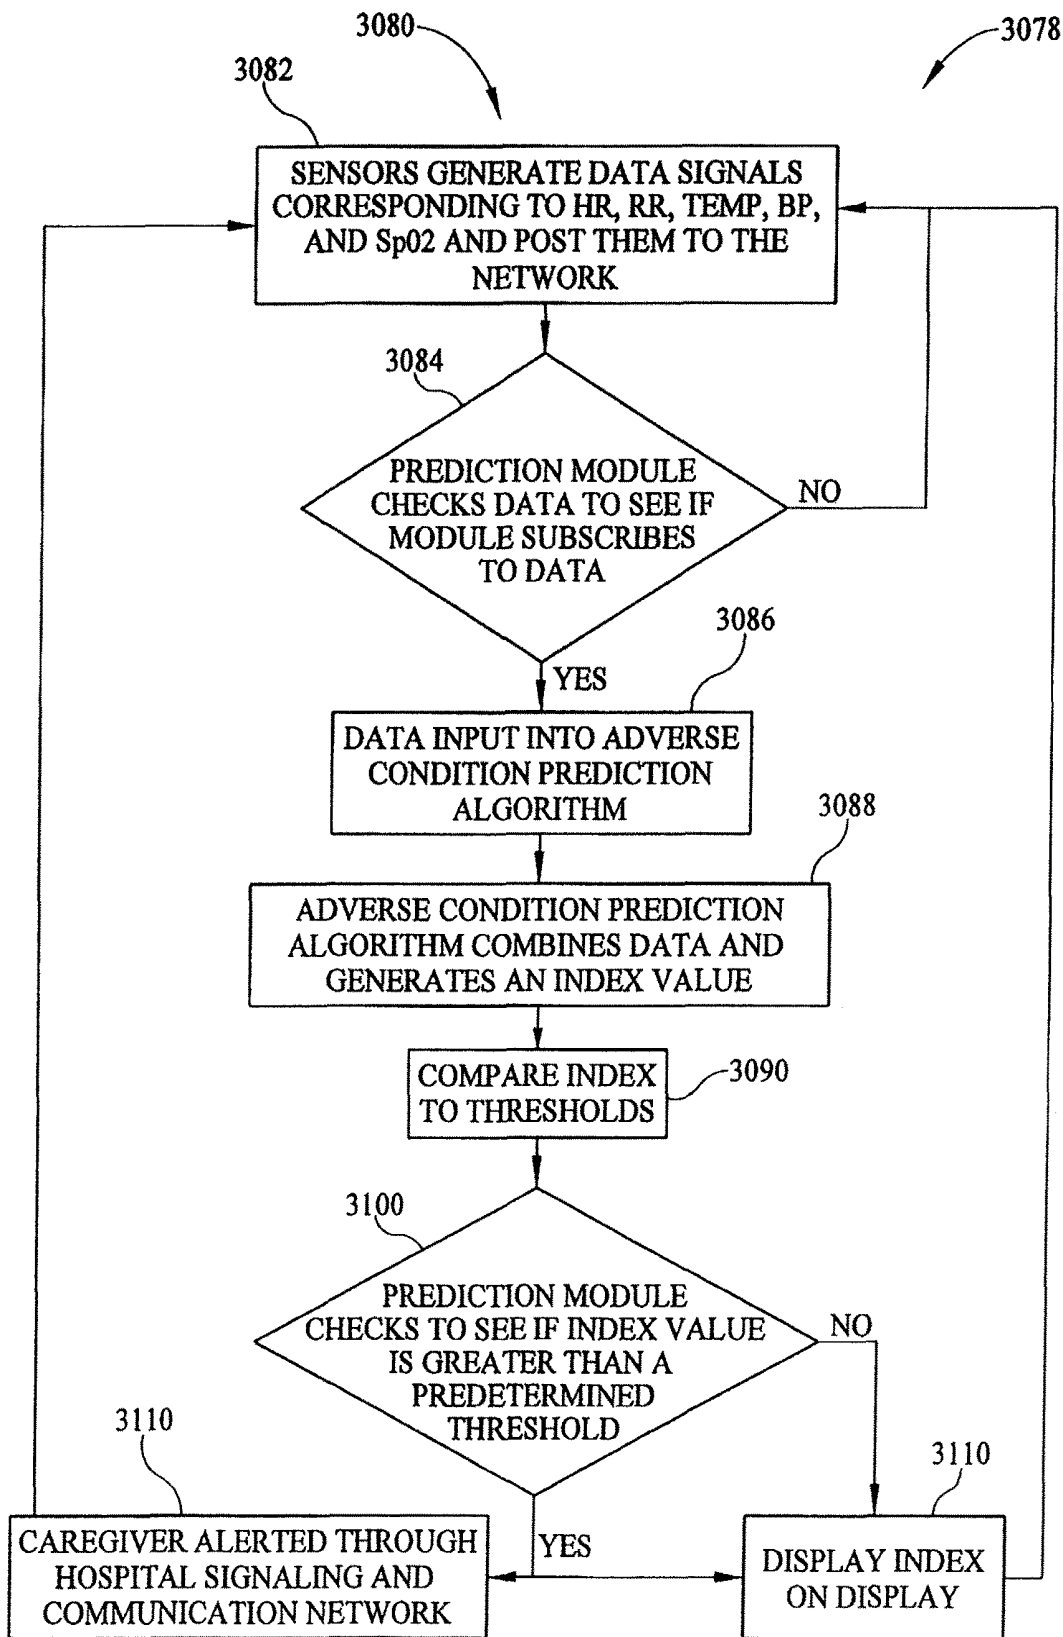 3080
3078
3082
SENSORS GENERATE DATA SIGNALS
CORRESPONDING TO HR, RR, TEMP, BP,
AND Sp02 AND POST THEM TO THE
NETWORK
3084
PREDICTION MODULE
CHECKS DATA TO SEE IF
MODULE SUBSCRIBES
TO DATA
NO
YES
3086
DATA INPUT INTO ADVERSE
CONDITION PREDICTION
ALGORITHM
3088
ADVERSE CONDITION PREDICTION
ALGORITHM COMBINES DATA AND
GENERATES AN INDEX VALUE
COMPARE INDEX
TO THRESHOLDS
3090
3100
PREDICTION MODULE
CHECKS TO SEE IF INDEX VALUE
IS GREATER THAN A
PREDETERMINED
THRESHOLD
NO
YES
3110
CAREGIVER ALERTED THROUGH
HOSPITAL SIGNALING AND
COMMUNICATION NETWORK
3110
DISPLAY INDEX
ON DISPLAY